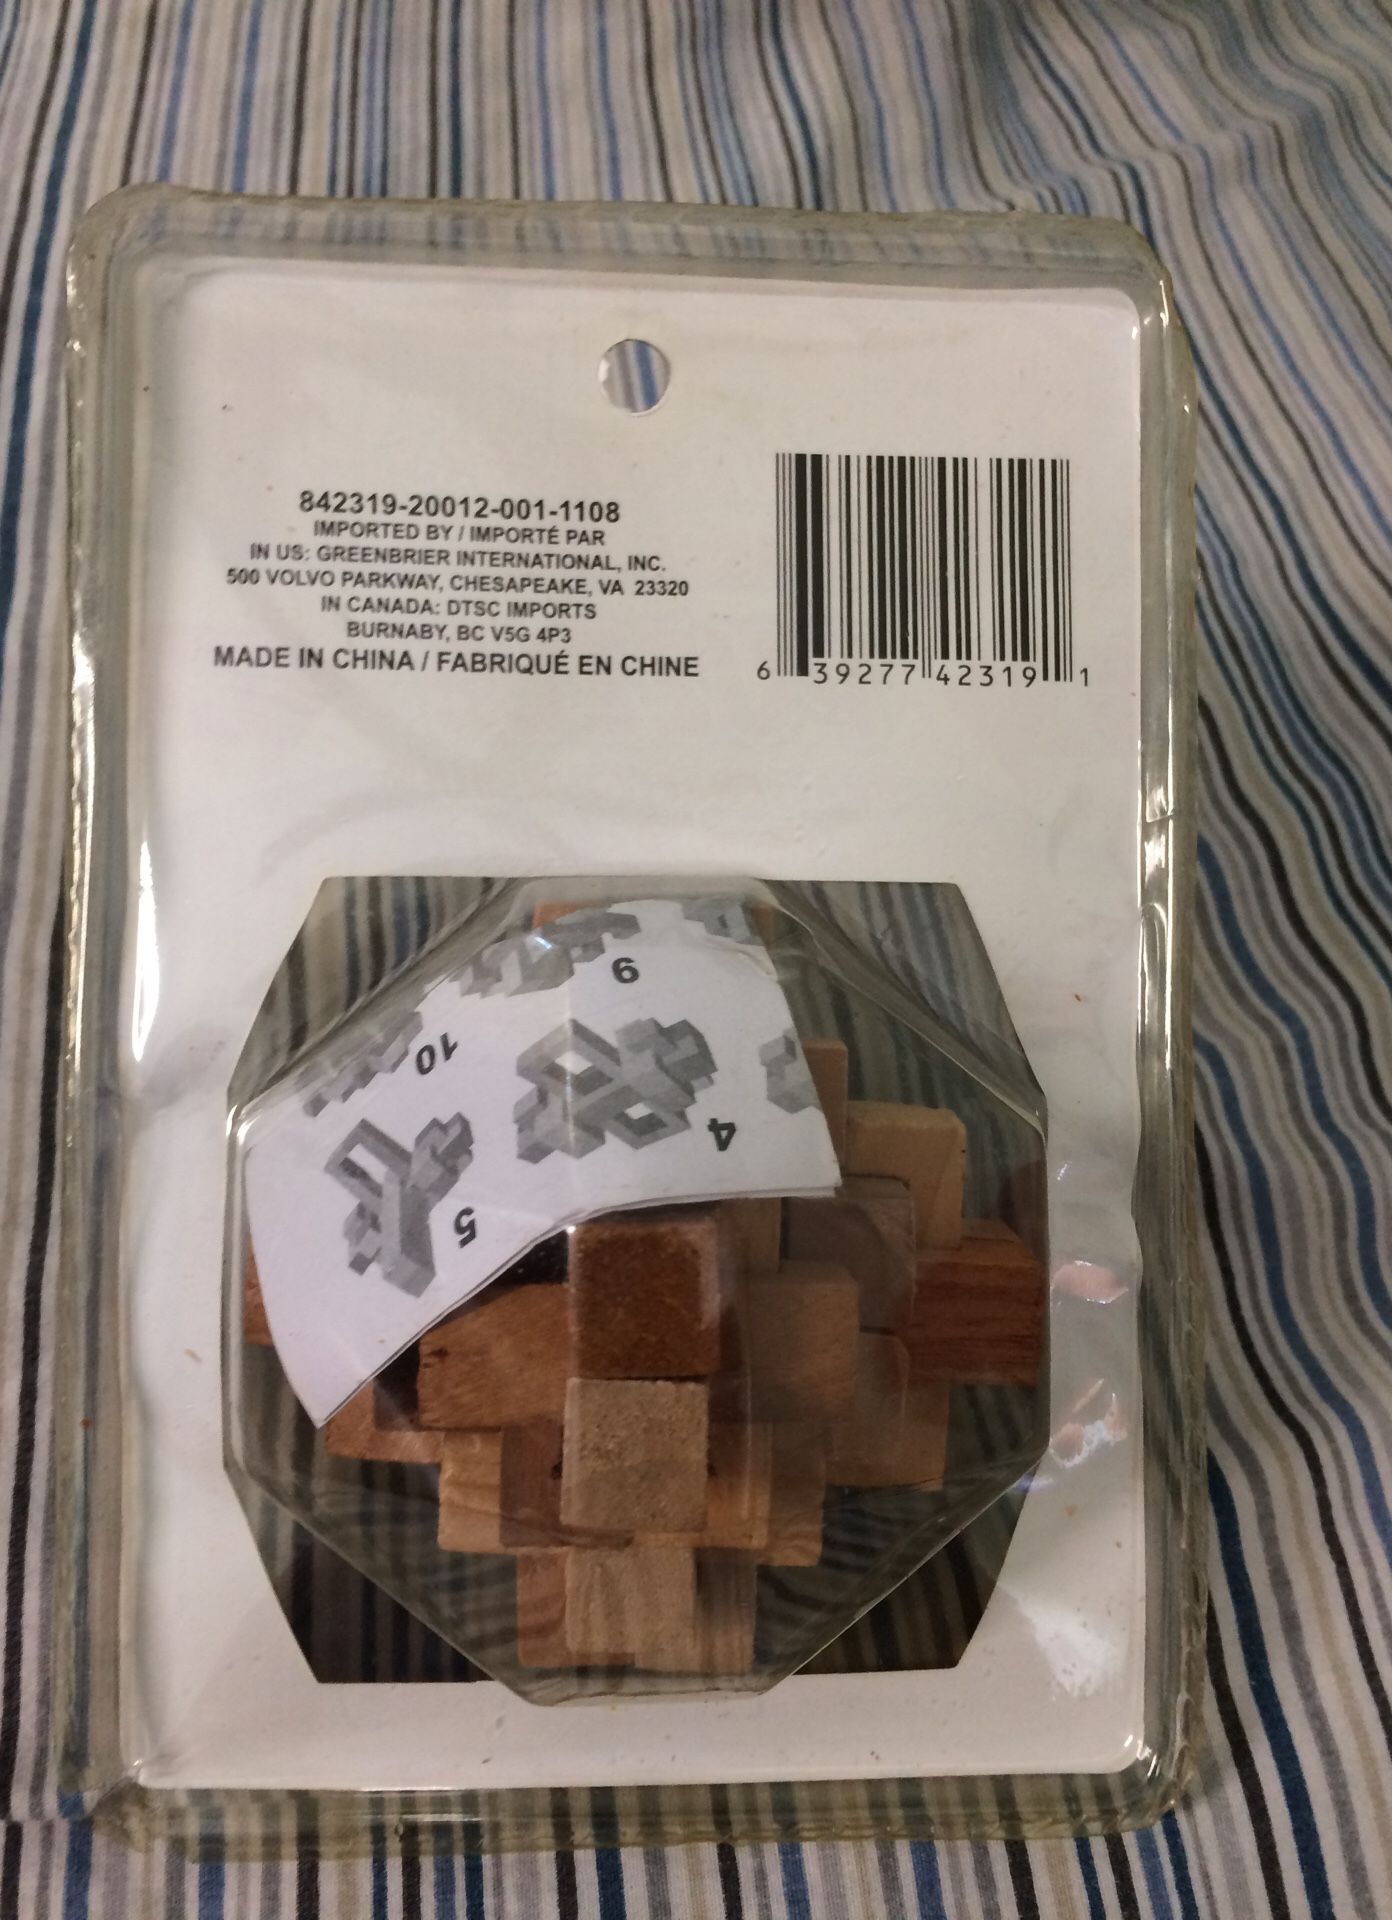 842319-20012-001-1108
IMPORTED BY / IMPORTÉ PAR
IN US: GREENBRIER INTERNATIONAL, INC.
500 VOLVO PARKWAY, CHESAPEAKE, VA 23320
IN CANADA: DTSC IMPORTS
BURNABY, BC V5G 4P3
MADE IN CHINA / FABRIQUÉ EN CHINE
6 39277 42319 1
9
10
4
5